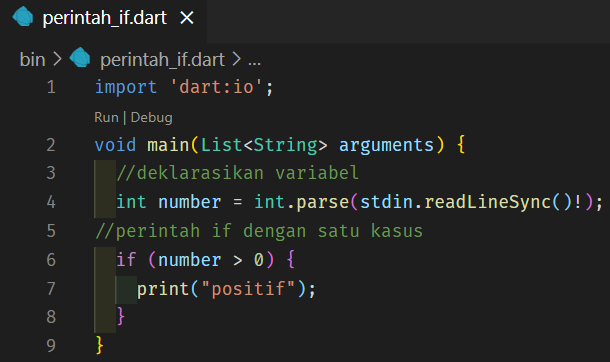 perintah_if.dart ×
bin > perintah_if.dart > ...
1 import 'dart:io';
Run | Debug
2 void main(List<String> arguments) {
3 //deklarasikan variabel
4 int number = int.parse(stdin.readLineSync()!);
5 //perintah if dengan satu kasus
6 if (number > 0) {
7 print("positif");
8 }
9 }